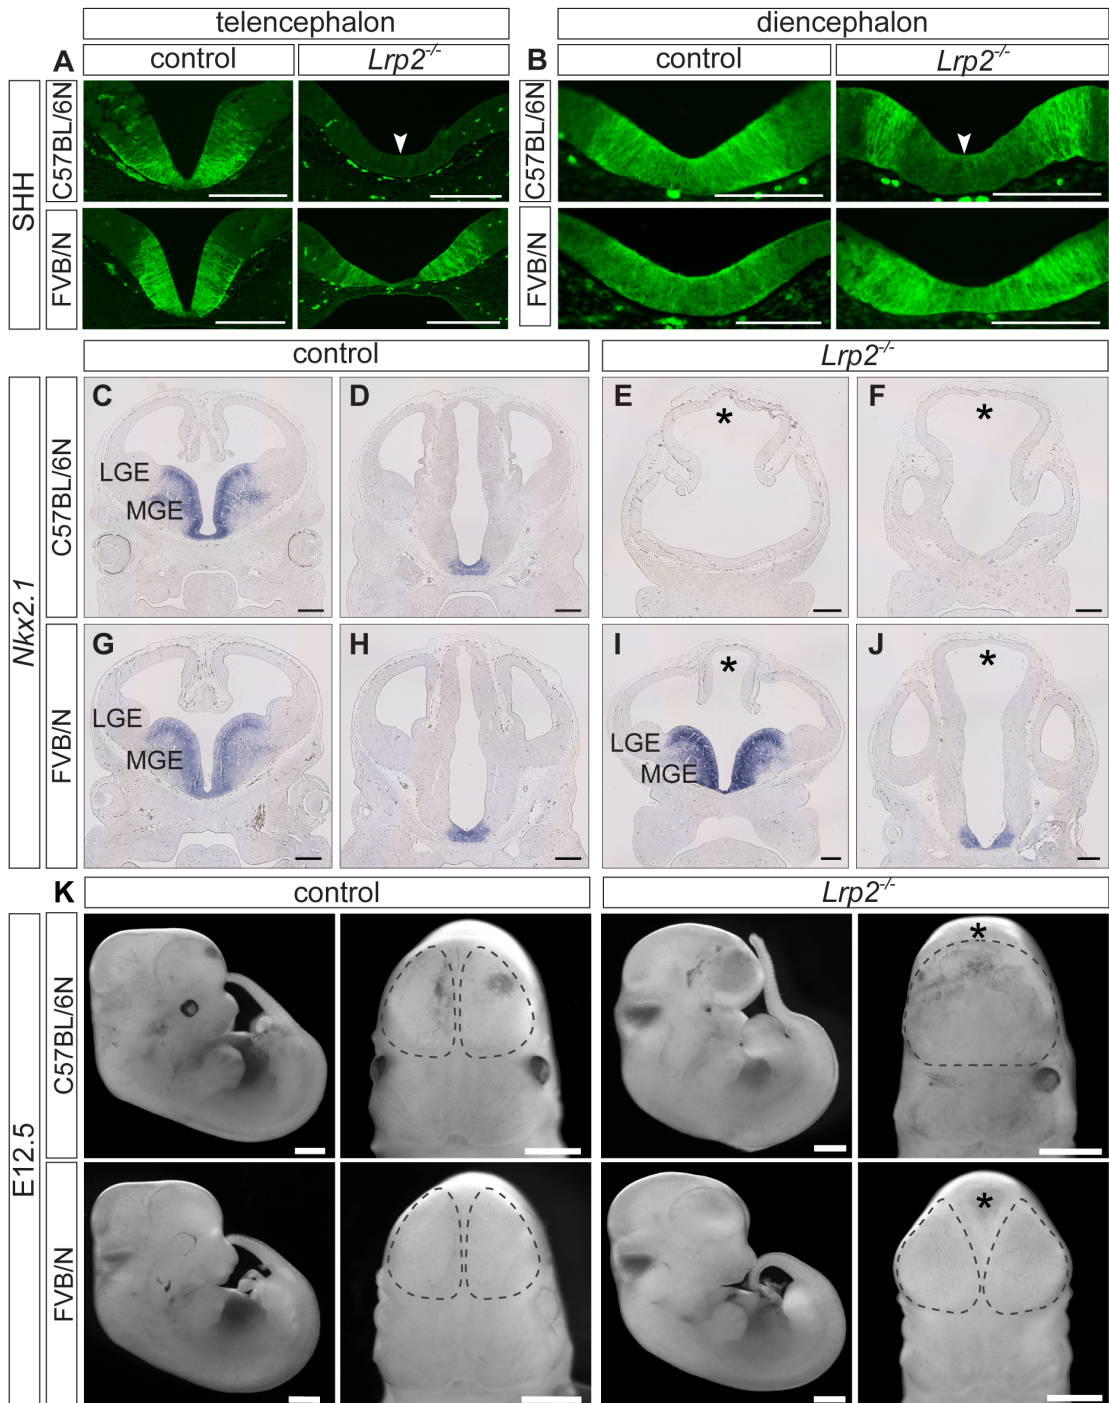 telencephalon
diencephalon
A
control
Lrp2-/-
B
control
Lrp2-/-
SHH
C57BL/6N
C57BL/6N
FVB/N
FVB/N
control
Lrp2-/-
Nkx2.1
C57BL/6N
C
LGE
MGE
D
E
*
F
*
FVB/N
G
LGE
MGE
H
I
*
LGE
MGE
J
*
K
control
Lrp2-/-
E12.5
C57BL/6N
*
FVB/N
*